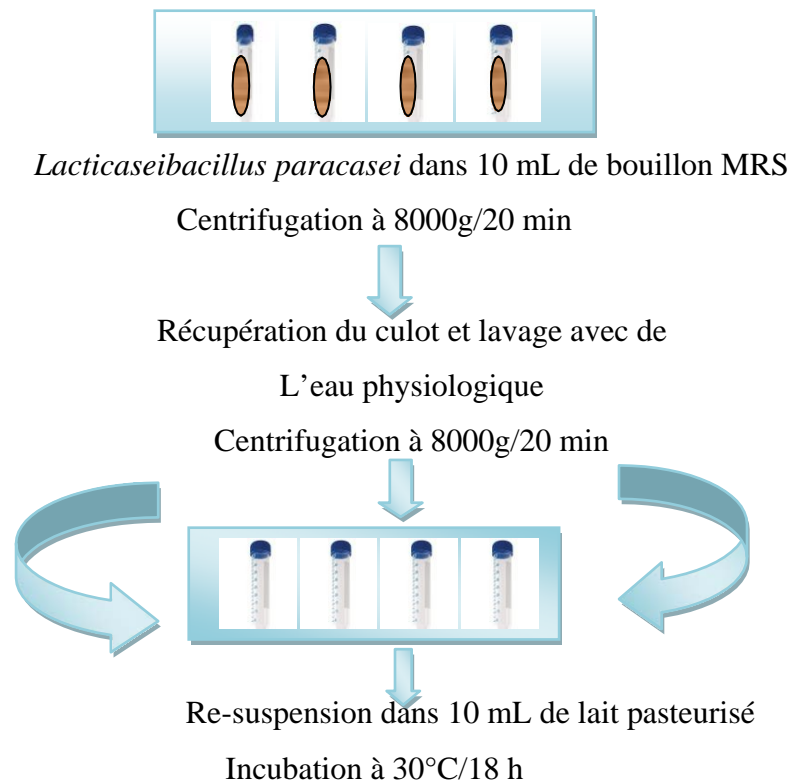 Lacticaseibacillus paracasei dans 10 mL de bouillon MRS
Centrifugation à 8000g/20 min
Récupération du culot et lavage avec de
L’eau physiologique
Centrifugation à 8000g/20 min
Re-suspension dans 10 mL de lait pasteurisé
Incubation à 30°C/18 h